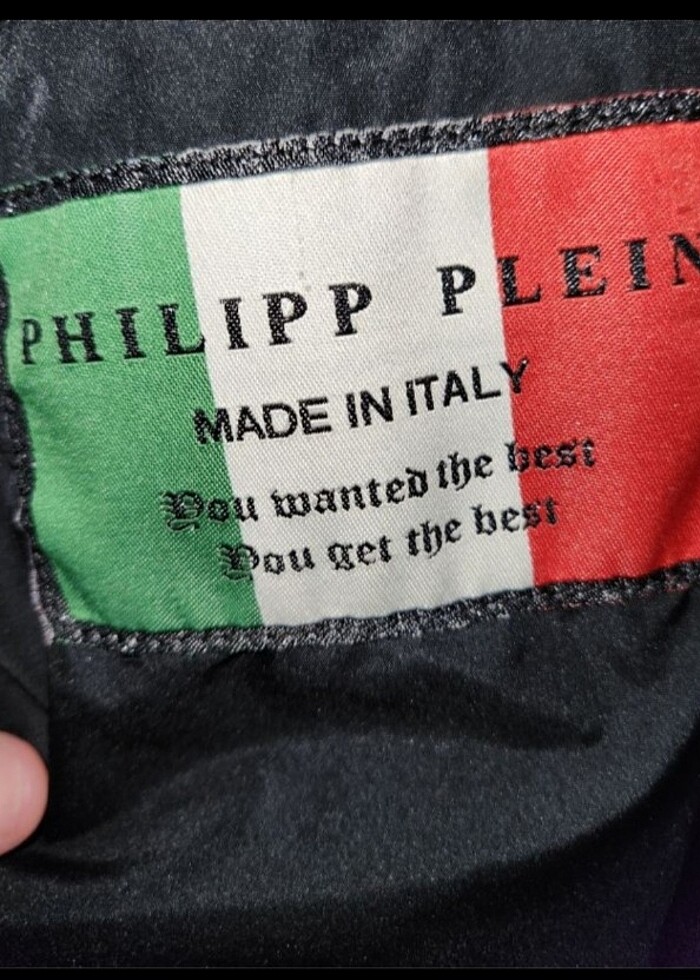 PHILIPP PLEIN
MADE IN ITALY
You wanted the best
You get the best